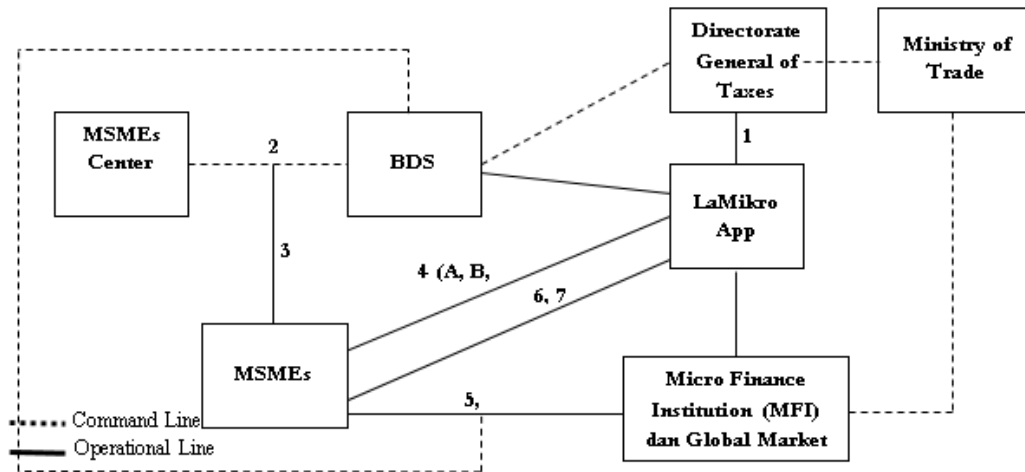 Directorate
General of
Taxes
Ministry of
Trade
MSMEs
Center
2
BDS
1
LaMikro
App
3
4 (A, B,
6, 7
MSMEs
5,
Micro Finance
Institution (MFI)
dan Global Market
Command Line
Operational Line